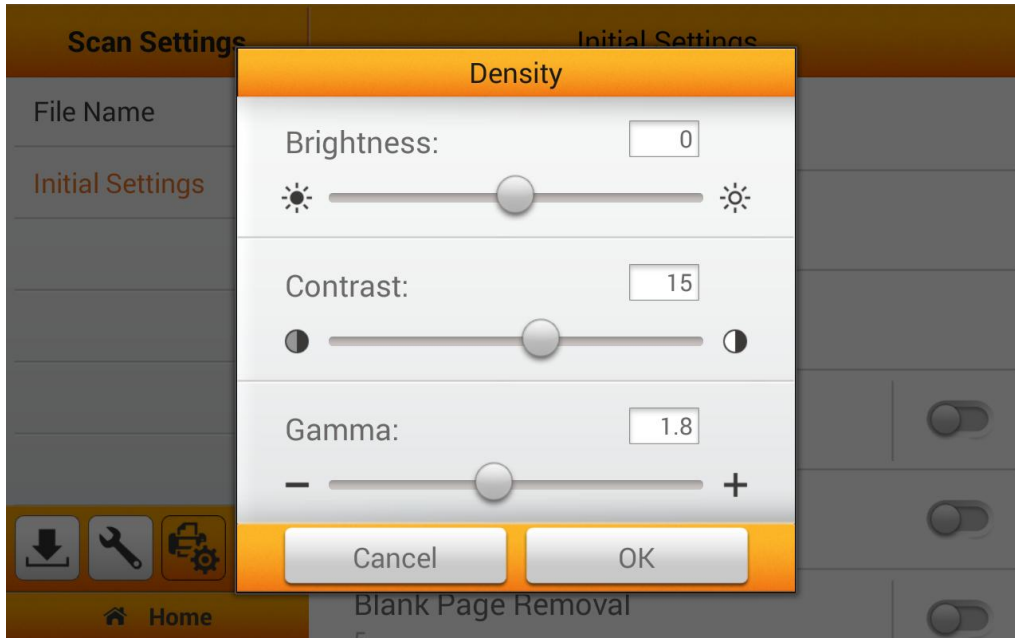 Scan Settings
Initial Settings
Density
File Name
Initial Settings
Brightness:
0
Contrast:
15
Gamma:
1.8
Cancel
OK
Home
Blank Page Removal